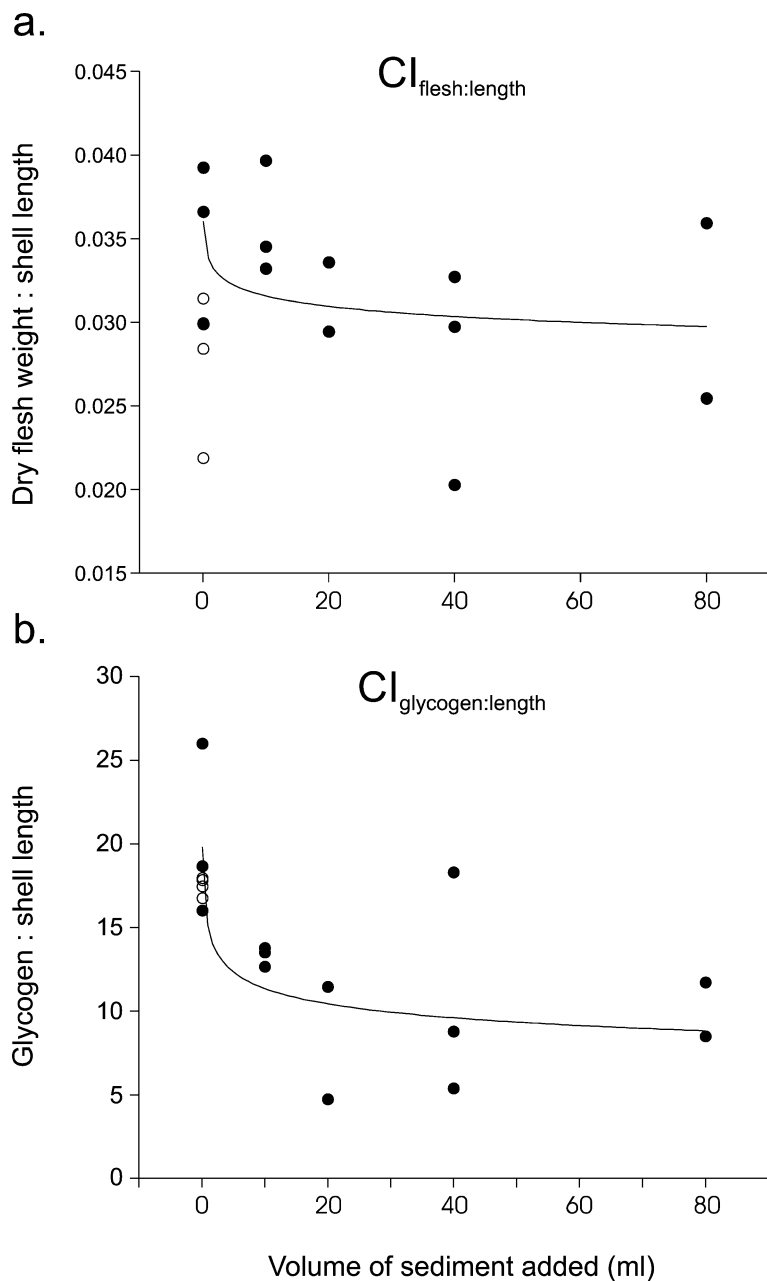 a.
CIflesh:length
0.045
0.040
0.035
0.030
0.025
0.020
0.015
Dry flesh weight : shell length
0 20 40 60 80
b.
CIglycogen:length
30
25
20
15
10
5
0
Glycogen : shell length
0 20 40 60 80
Volume of sediment added (ml)